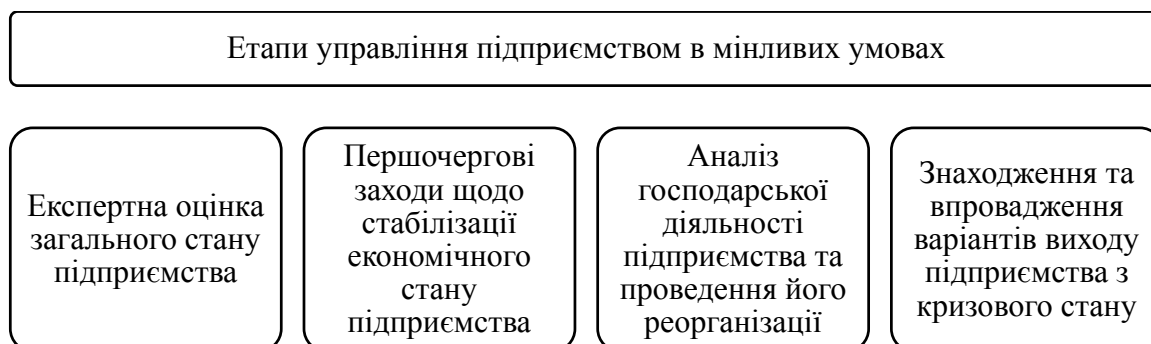 Етапи управління підприємством в мінливих умовах
Експертна оцінка
загального стану
підприємства
Першочергові
заходи щодо
стабілізації
економічного
стану
підприємства
Аналіз
господарської
діяльності
підприємства та
проведення його
реорганізації
Знаходження та
впровадження
варіантів виходу
підприємства з
кризового стану